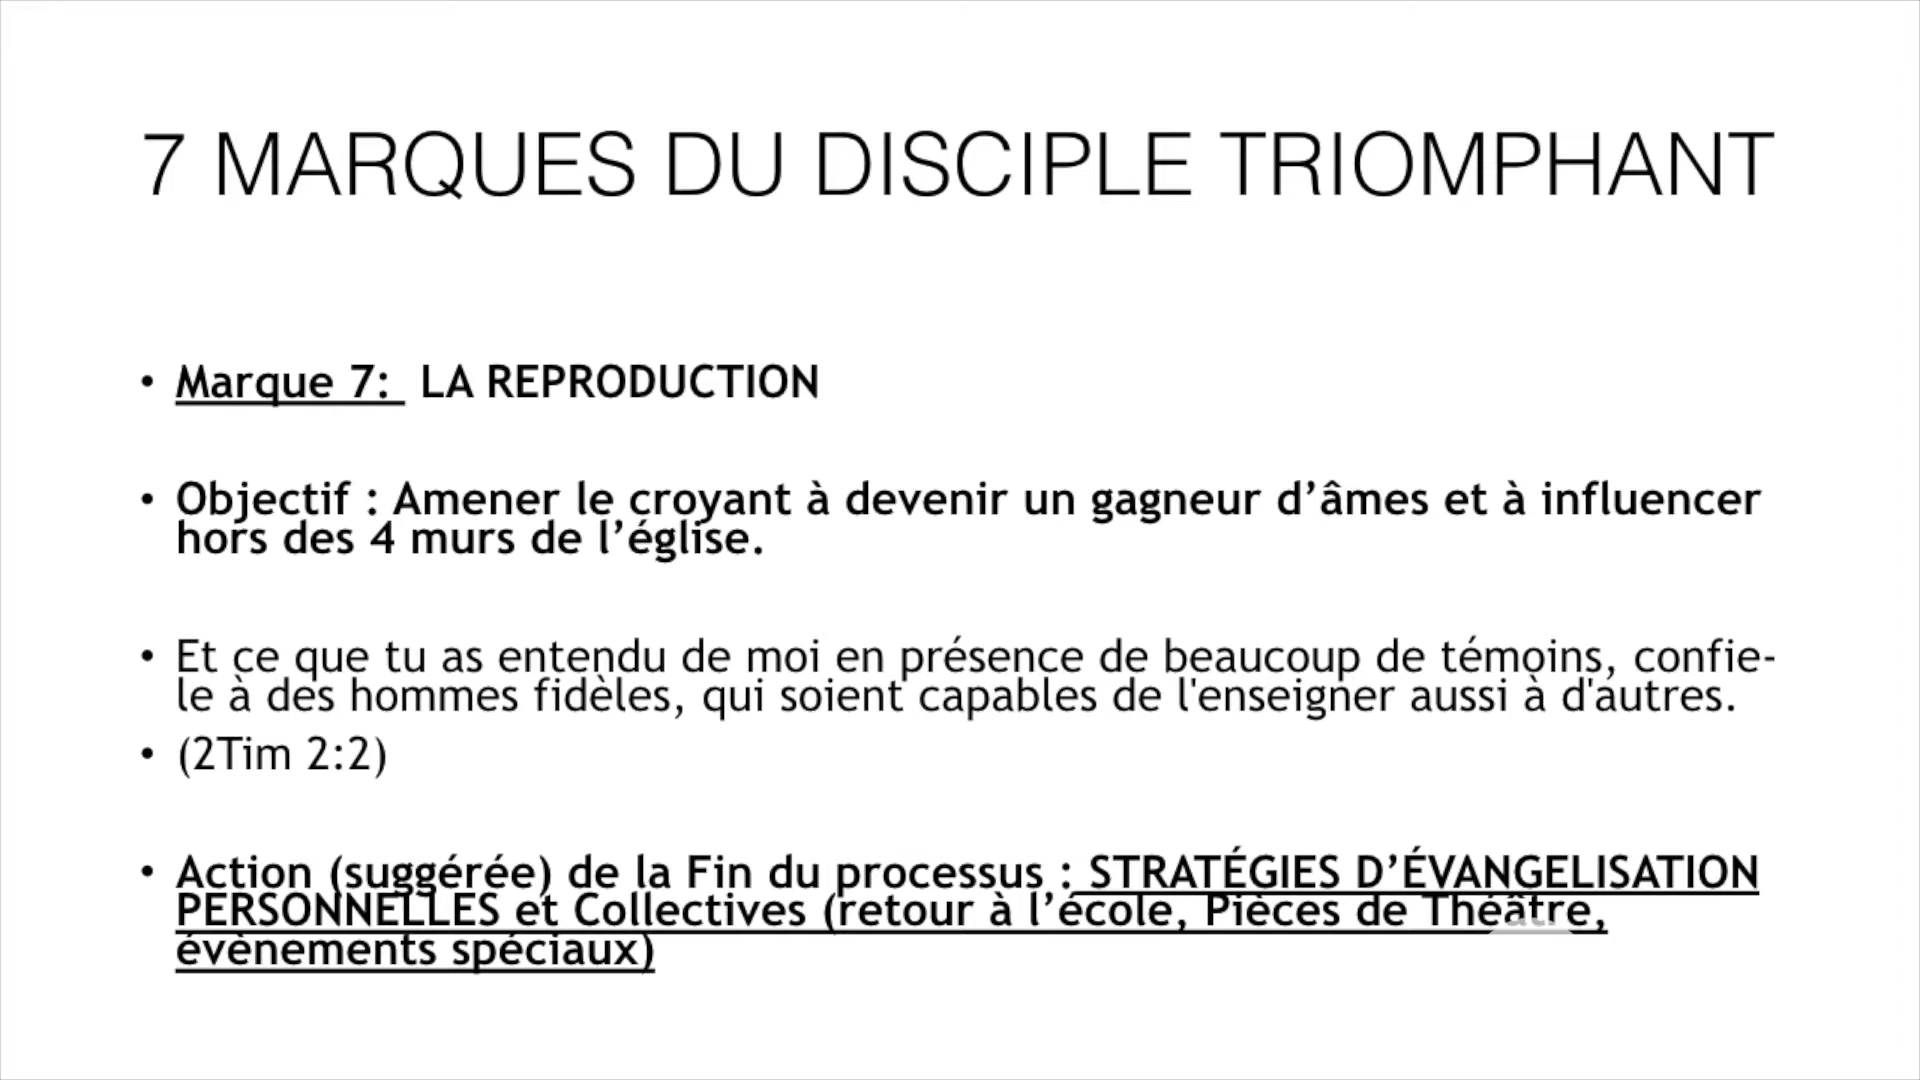 7 MARQUES DU DISCIPLE TRIOMPHANT
• Marque 7: LA REPRODUCTION
• Objectif : Amener le croyant à devenir un gagneur d’âmes et à influencer
hors des 4 murs de l’église.
• Et ce que tu as entendu de moi en présence de beaucoup de témoins, confie-
le à des hommes fidèles, qui soient capables de l'enseigner aussi à d'autres.
• (2Tim 2:2)
• Action (suggérée) de la Fin du processus : STRATÉGIES D’ÉVANGELISATION
PERSONNELLES et Collectives (retour à l’école, Pièces de Théâtre,
évènements spéciaux)